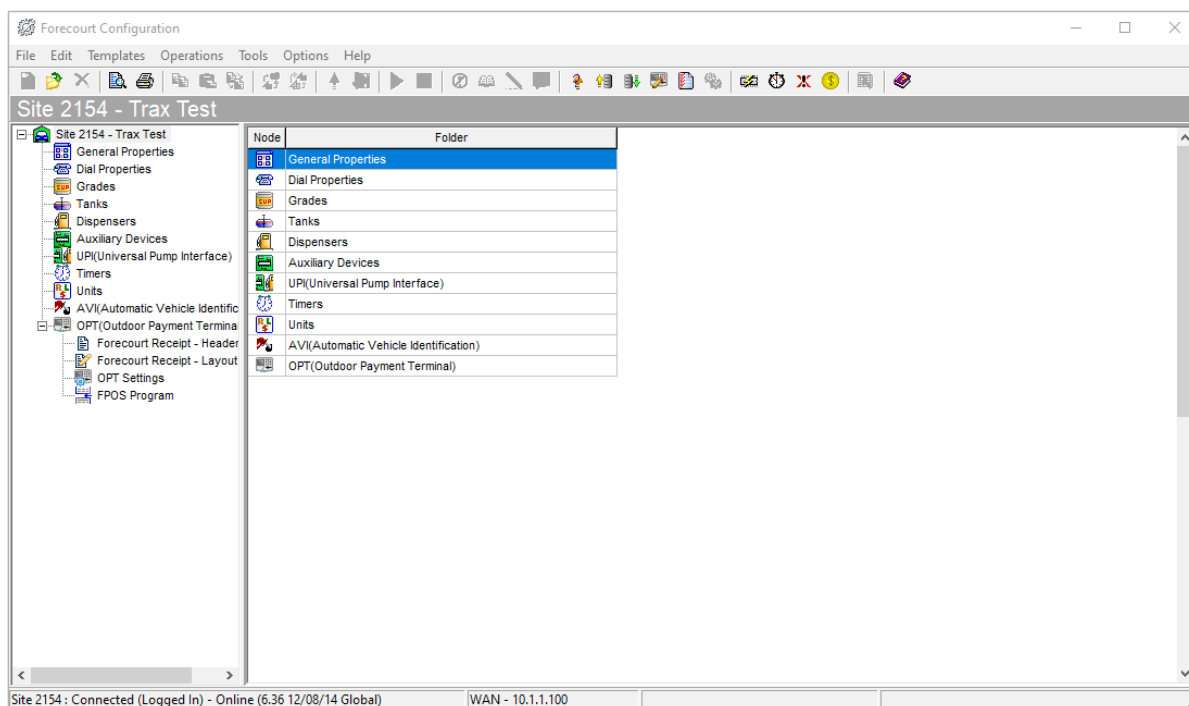 Forecourt Configuration
File Edit Templates Operations Tools Options Help
Site 2154 - Trax Test
Site 2154 - Trax Test
General Properties
Dial Properties
Grades
Tanks
Dispensers
Auxiliary Devices
UPI(Universal Pump Interface)
Timers
Units
AVI(Automatic Vehicle Identific
OPT(Outdoor Payment Termina
Forecourt Receipt - Header
Forecourt Receipt - Layout
OPT Settings
FPOS Program
Node Folder
General Properties
Dial Properties
Grades
Tanks
Dispensers
Auxiliary Devices
UPI(Universal Pump Interface)
Timers
Units
AVI(Automatic Vehicle Identification)
OPT(Outdoor Payment Terminal)
Site 2154 : Connected (Logged In) - Online (6.36 12/08/14 Global) WAN - 10.1.1.100